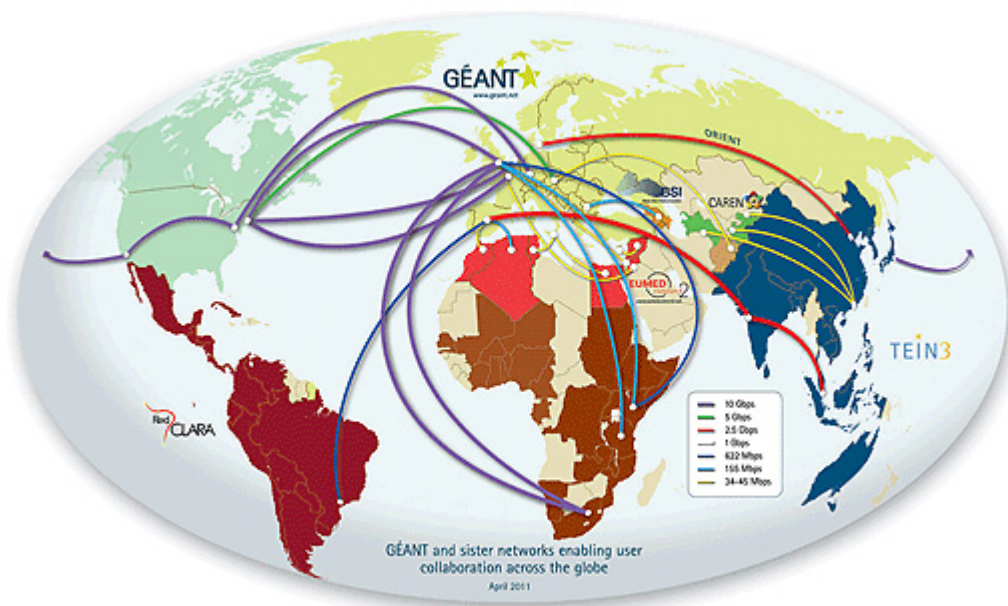 GÉANT
www.geant.net
ORIENT
BSI
CAREN
EUMED
2
TEIN3
Red
CLARA
10 Gbps
5 Gbps
2.5 Gbps
1 Gbps
622 Mbps
155 Mbps
34-45 Mbps
GÉANT and sister networks enabling user
collaboration across the globe
April 2011